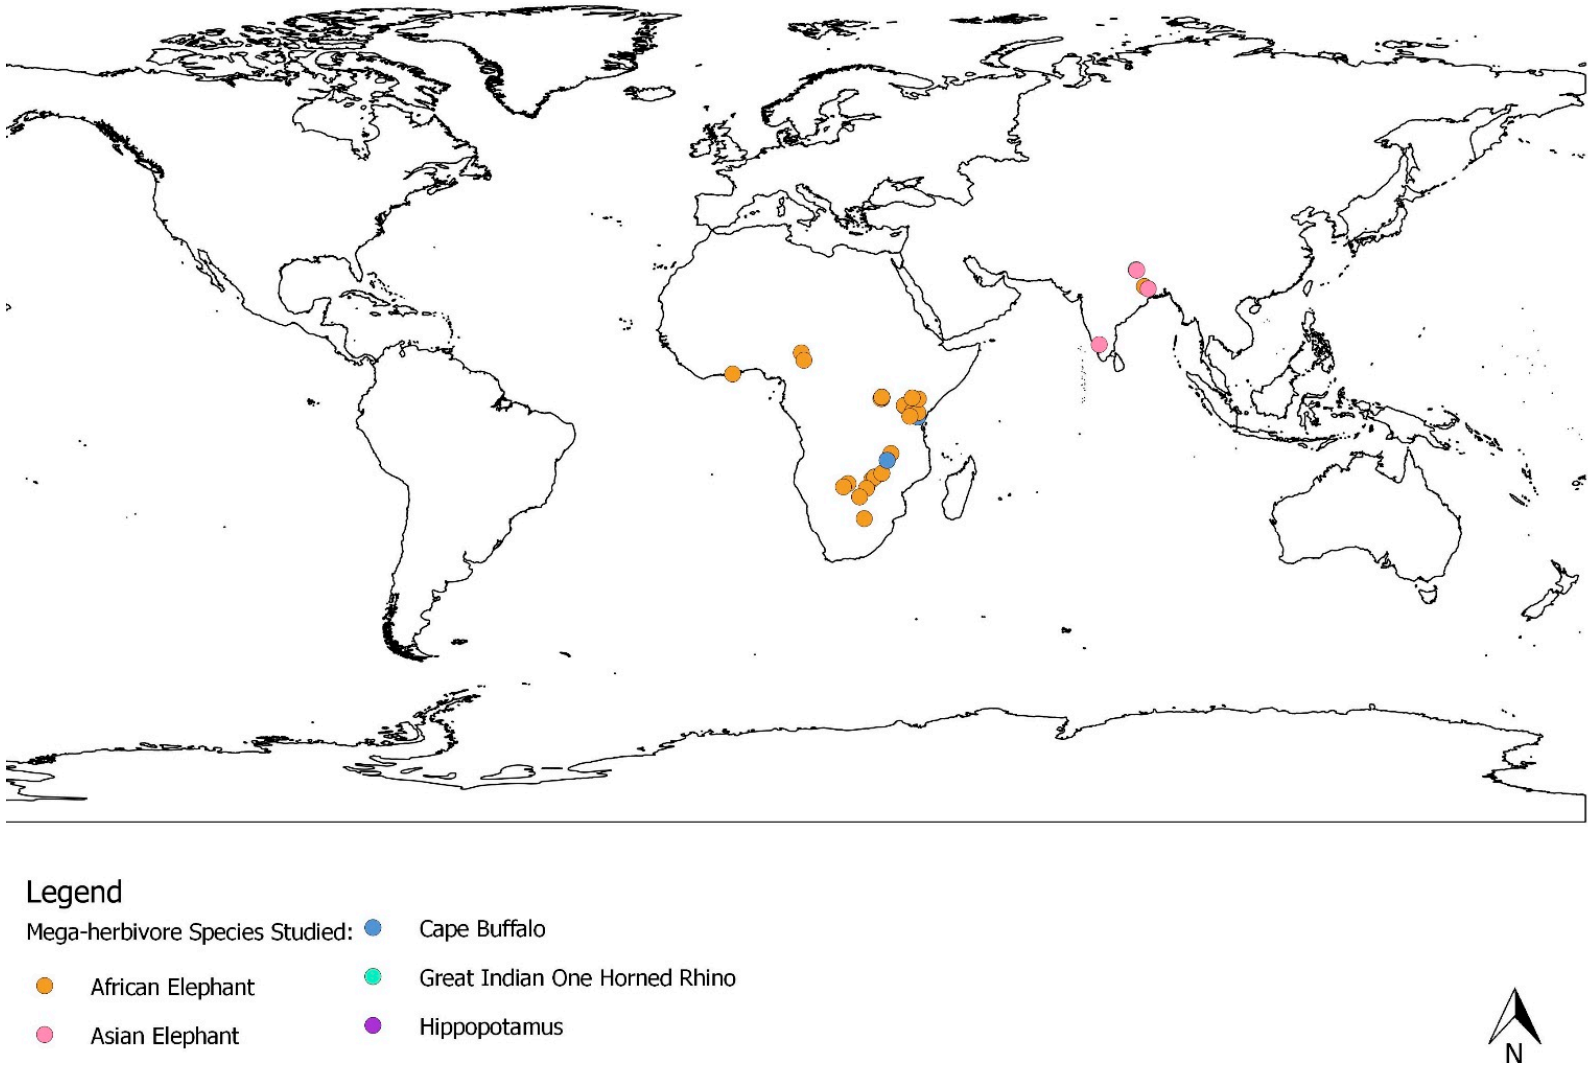 Legend
Mega-herbivore Species Studied:
African Elephant
Asian Elephant
Cape Buffalo
Great Indian One Horned Rhino
Hippopotamus
N